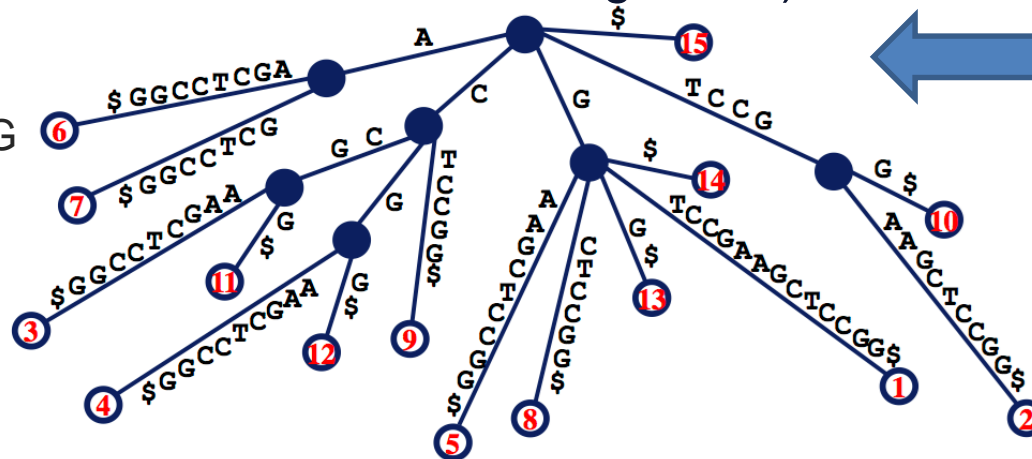 $
A
15
$GGCCTCGA
C
G
TCCG
6
G
$GGCCTCG
GC
$
G$
7
14
10
$GGCCTCGAA
G$
G
TCCGG$
AAGCTCCGG$
CTCCGG$
G$
TCCGAAGCTCCGG$
AAGCTCCGG$
11
13
3
$GGCCTCGAA
G$
12
9
1
4
8
2
5